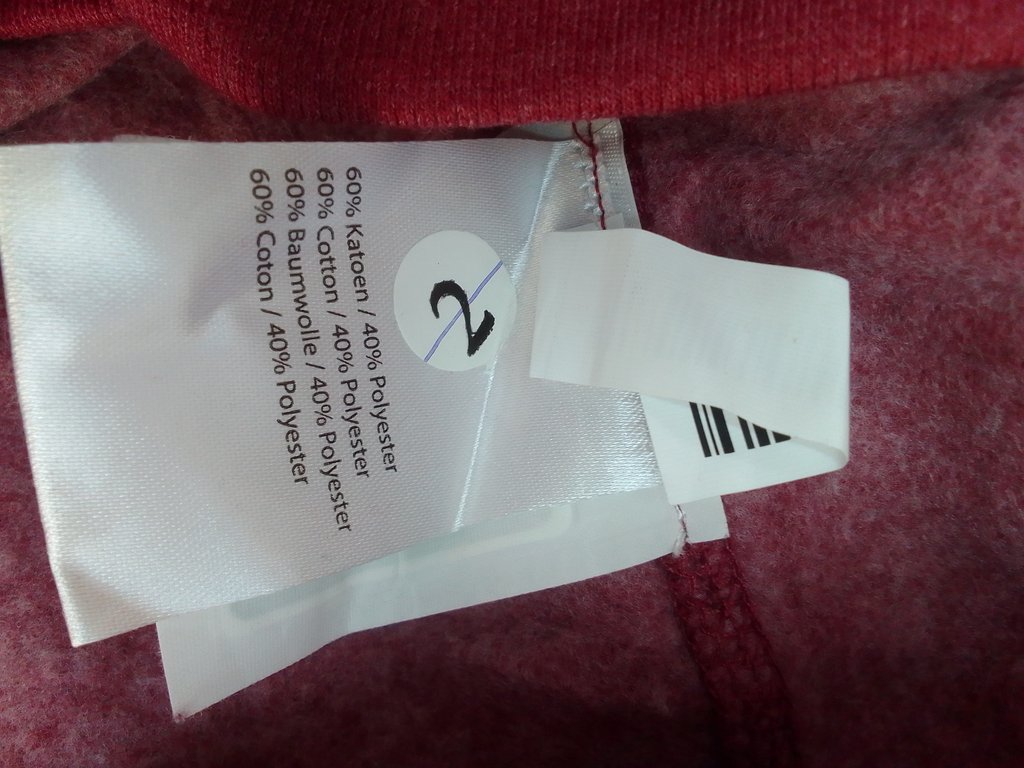 60% Katoen / 40% Polyester
60% Cotton / 40% Polyester
60% Baumwolle / 40% Polyester
60% Coton / 40% Polyester
2